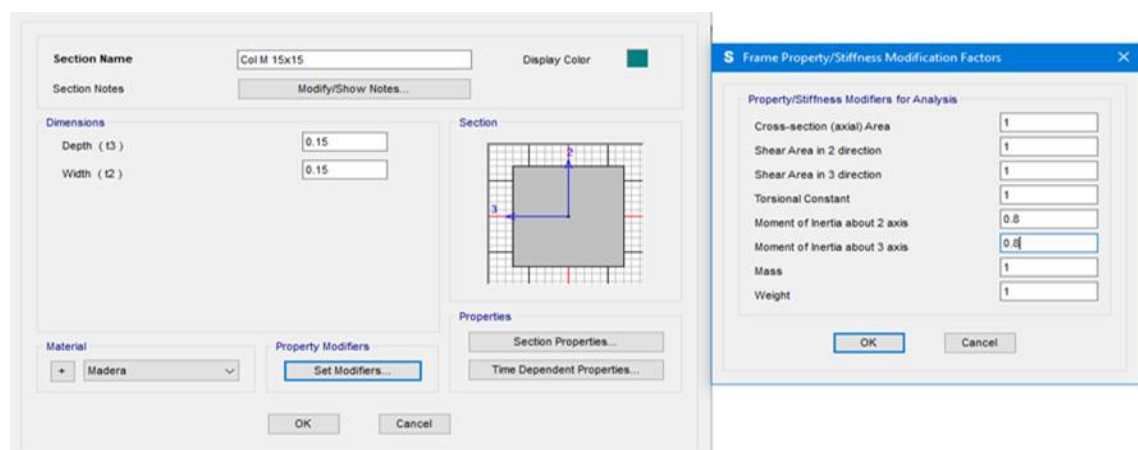 Section Name Col M 15x15 Display Color
Section Notes Modify/Show Notes...
Dimensions
Depth ( t3 ) 0.15
Width ( t2 ) 0.15
Section
2
3
Properties
Section Properties...
Time Dependent Properties...
Material
+ Madera
Property Modifiers
Set Modifiers...
OK Cancel
S Frame Property/Stiffness Modification Factors
Property/Stiffness Modifiers for Analysis
Cross-section (axial) Area 1
Shear Area in 2 direction 1
Shear Area in 3 direction 1
Torsional Constant 1
Moment of Inertia about 2 axis 0.8
Moment of Inertia about 3 axis 0.8
Mass 1
Weight 1
OK Cancel